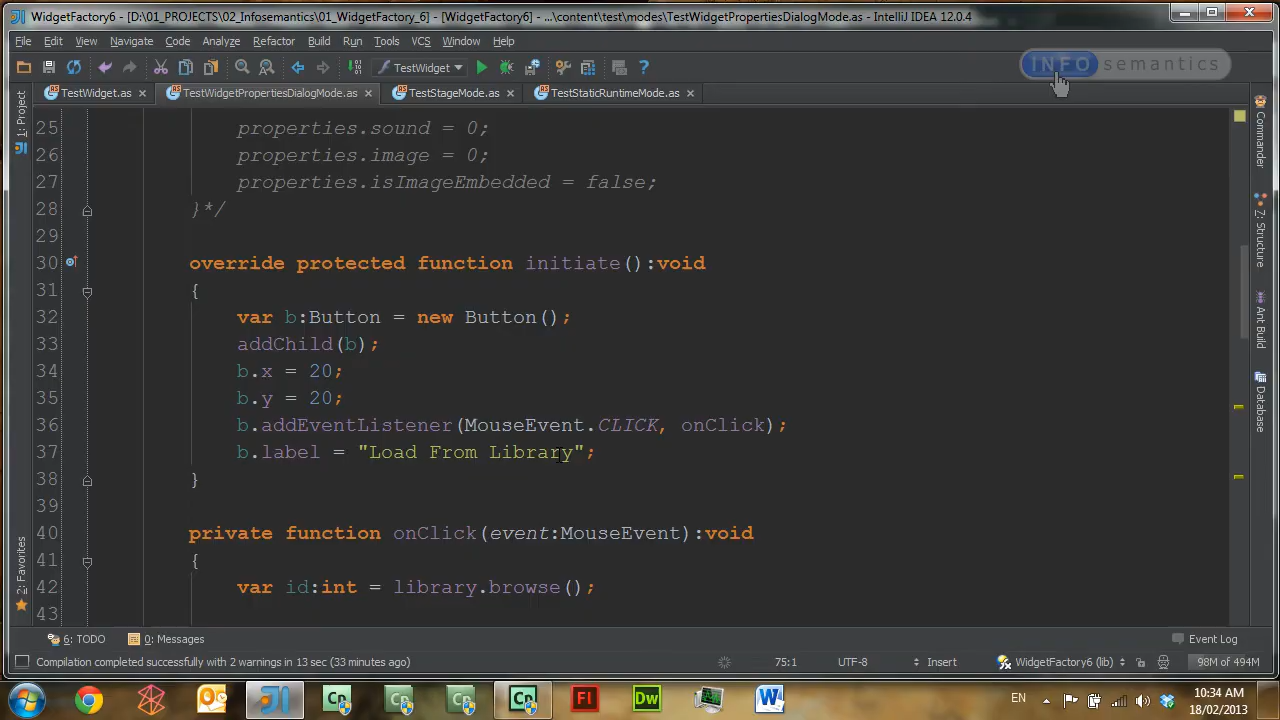 WidgetFactory6 - [D:\01_PROJECTS\02_Infosemantics\01_WidgetFactory_6] - [WidgetFactory6] - ...\content\test\modes\TestWidgetPropertiesDialogMode.as - IntelliJ IDEA 12.0.4
File Edit View Navigate Code Analyze Refactor Build Run Tools VCS Window Help
TestWidget
INFO semantics
TestWidget.as TestWidgetPropertiesDialogMode.as TestStageMode.as TestStaticRuntimeMode.as
1: Project
Commander
Z: Structure
Ant Build
Database
2: Favorites
25 properties.sound = 0;
26 properties.image = 0;
27 properties.isImageEmbedded = false;
28 }*/
29
30 override protected function initiate():void
31 {
32 var b:Button = new Button();
33 addChild(b);
34 b.x = 20;
35 b.y = 20;
36 b.addEventListener(MouseEvent.CLICK, onClick);
37 b.label = "Load From Library";
38 }
39
40 private function onClick(event:MouseEvent):void
41 {
42 var id:int = library.browse();
43
6: TODO 0: Messages Event Log
Compilation completed successfully with 2 warnings in 13 sec (33 minutes ago) 75:1 UTF-8 Insert WidgetFactory6 (lib) 98M of 494M
EN 10:34 AM
18/02/2013